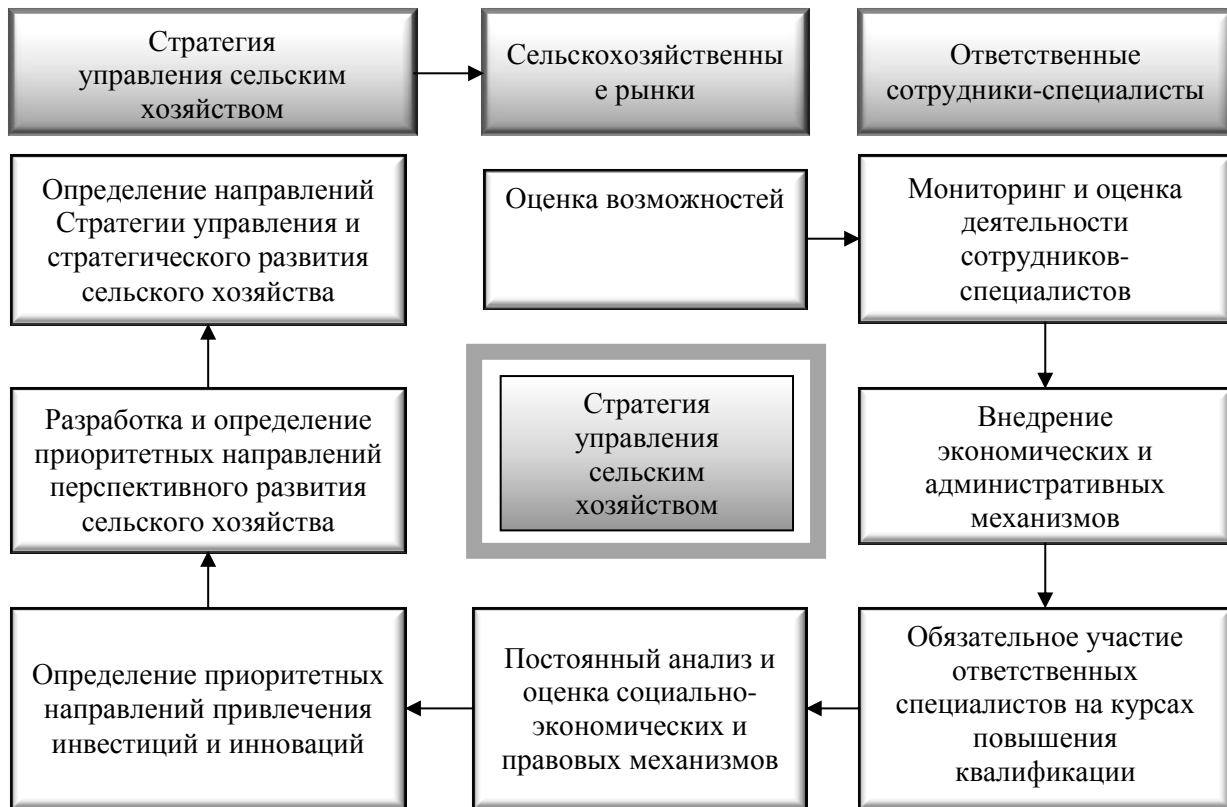 Стратегия
управления сельским
хозяйством
Сельскохозяйственны
е рынки
Ответственные
сотрудники-специалисты
Определение направлений
Стратегии управления и
стратегического развития
сельского хозяйства
Оценка возможностей
Мониторинг и оценка
деятельности
сотрудников-
специалистов
Разработка и определение
приоритетных направлений
перспективного развития
сельского хозяйства
Стратегия
управления
сельским
хозяйством
Внедрение
экономических и
административных
механизмов
Определение приоритетных
направлений привлечения
инвестиций и инноваций
Постоянный анализ и
оценка социально-
экономических и
правовых механизмов
Обязательное участие
ответственных
специалистов на курсах
повышения
квалификации